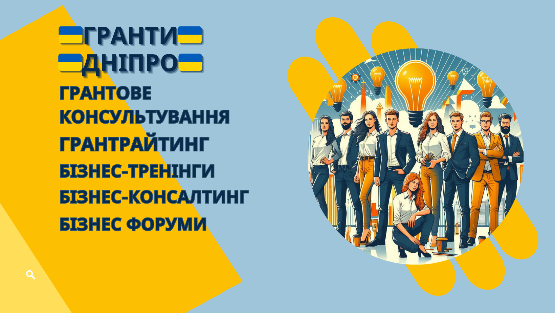 🇺🇦ГРАНТИ🇺🇦
🇺🇦ДНІПРО🇺🇦
ГРАНТОВЕ
КОНСУЛЬТУВАННЯ
ГРАНТРАЙТИНГ
БІЗНЕС-ТРЕНІНГИ
БІЗНЕС-КОНСАЛТИНГ
БІЗНЕС ФОРУМИ